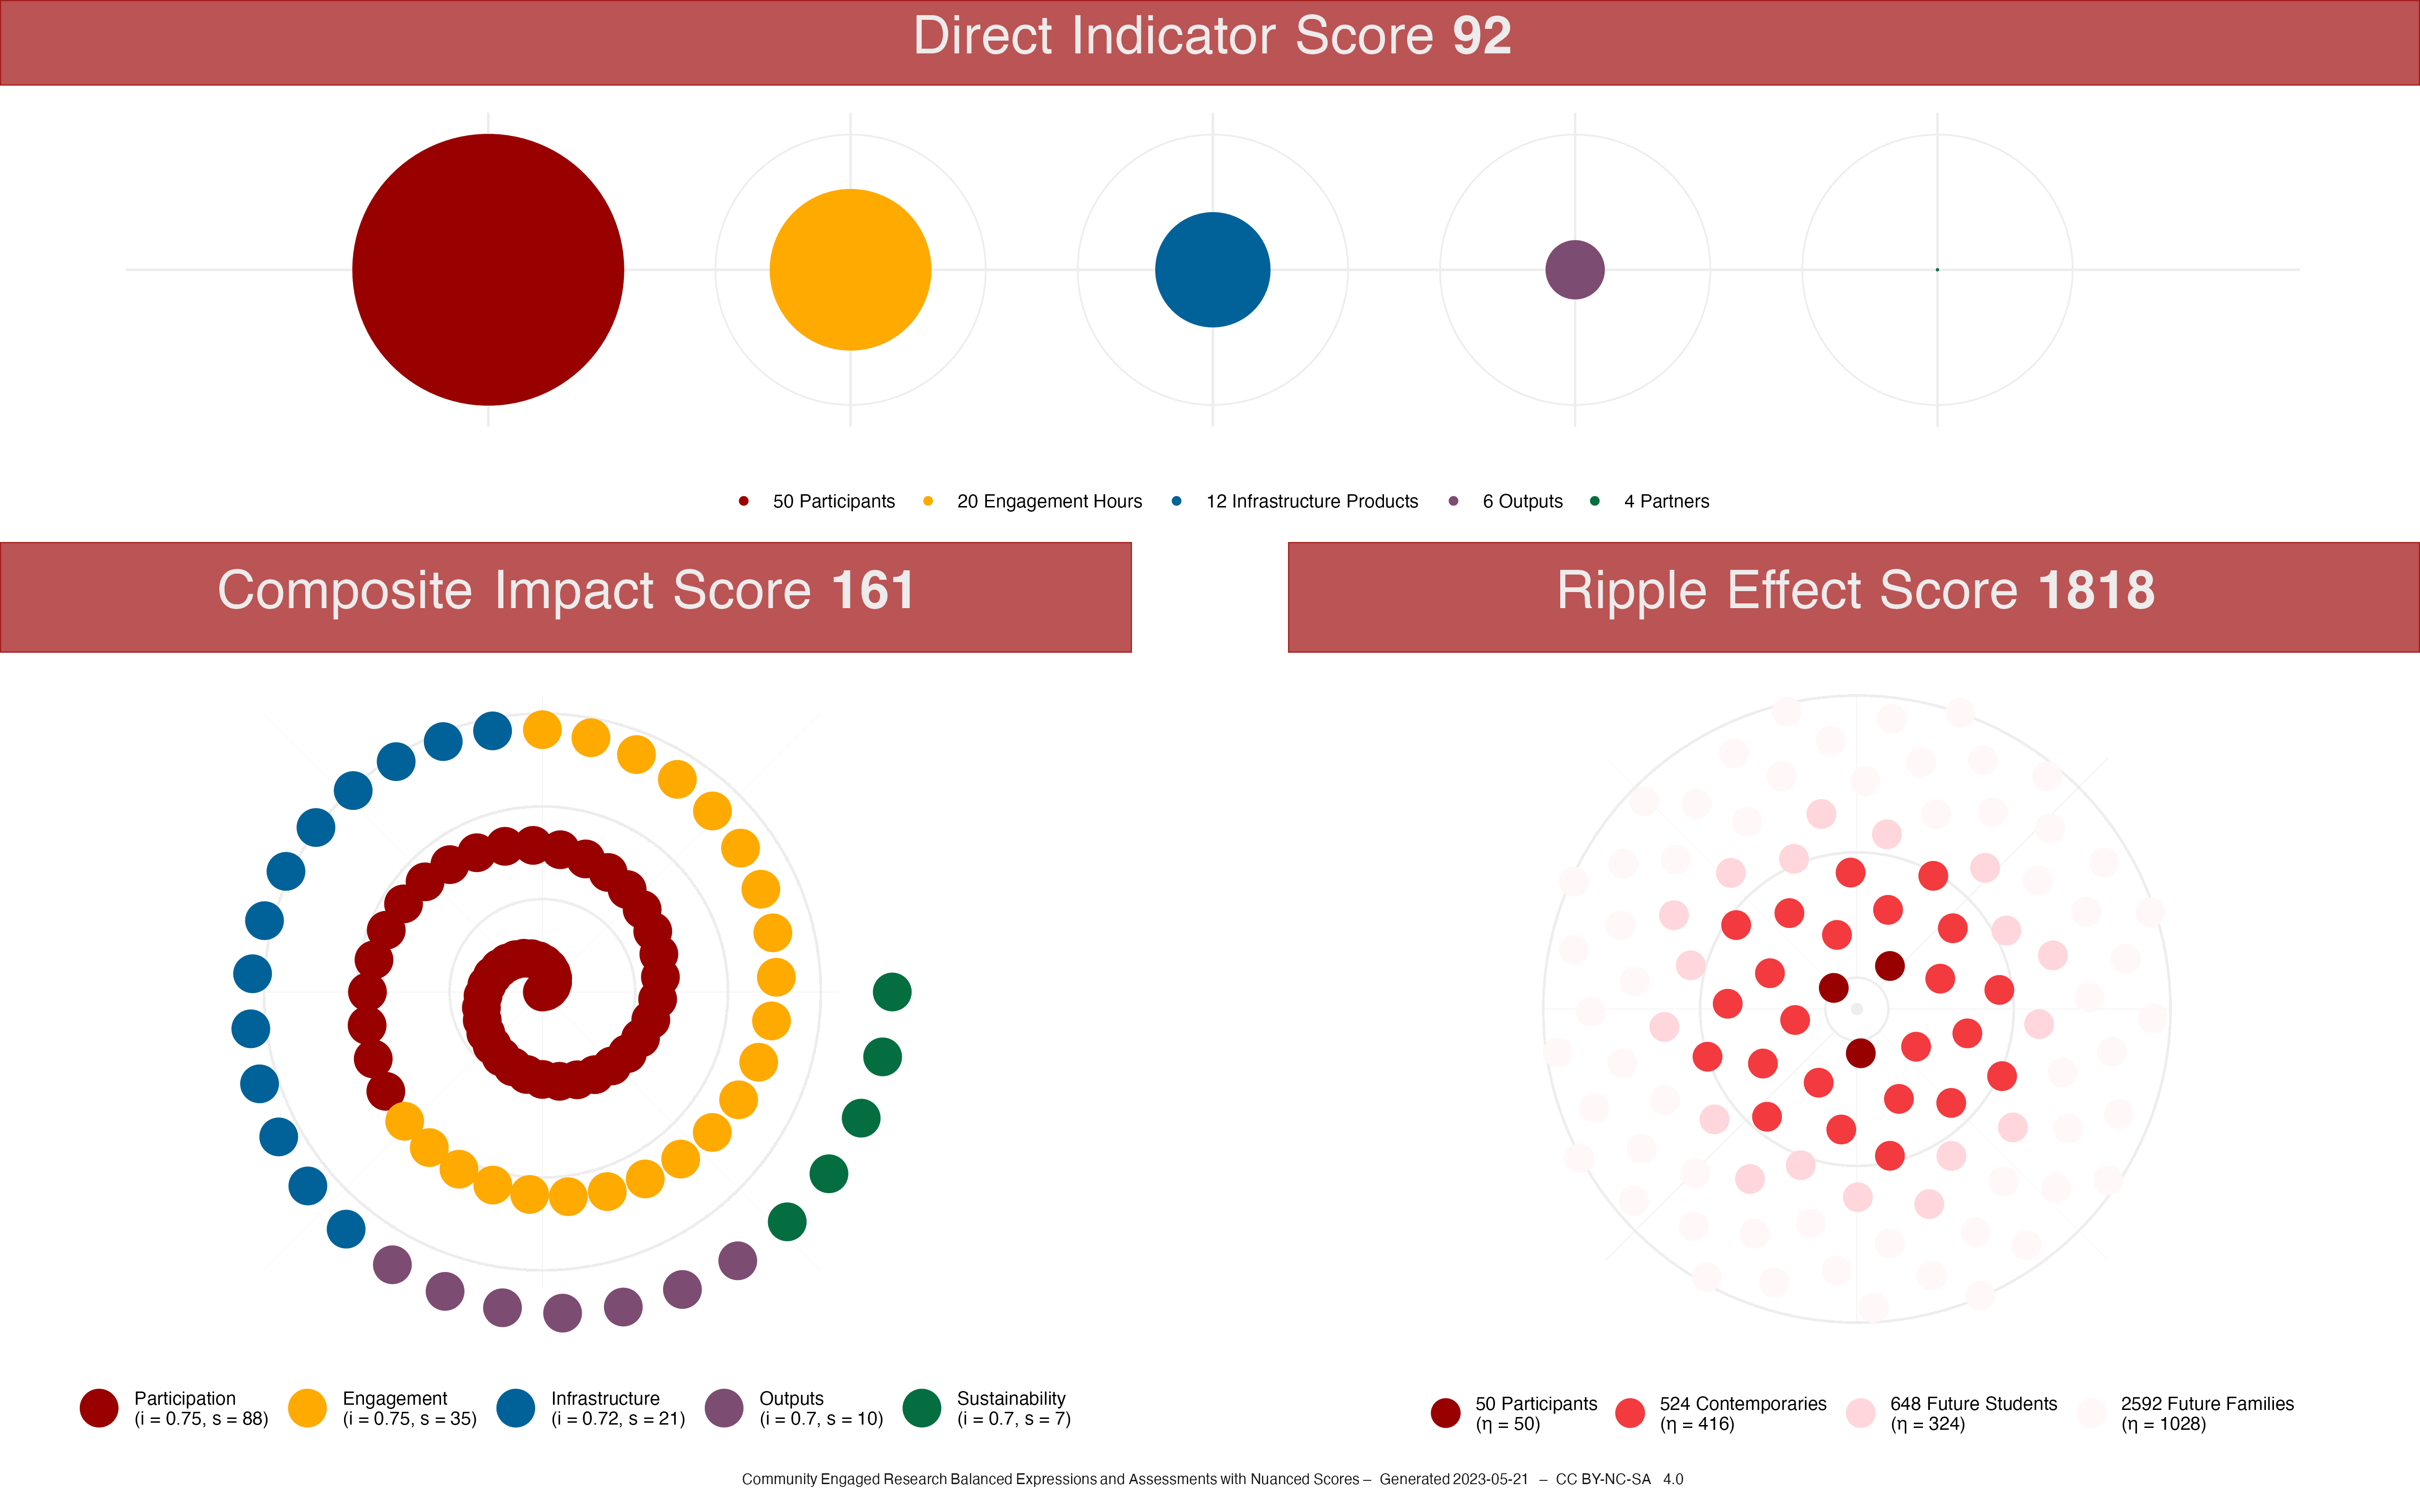 Direct Indicator Score 92
50 Participants 20 Engagement Hours 12 Infrastructure Products 6 Outputs 4 Partners
Composite Impact Score 161
Ripple Effect Score 1818
Participation
(i = 0.75, s = 88)
Engagement
(i = 0.75, s = 35)
Infrastructure
(i = 0.72, s = 21)
Outputs
(i = 0.7, s = 10)
Sustainability
(i = 0.7, s = 7)
50 Participants
(η = 50)
524 Contemporaries
(η = 416)
648 Future Students
(η = 324)
2592 Future Families
(η = 1028)
Community Engaged Research Balanced Expressions and Assessments with Nuanced Scores – Generated 2023-05-21 – CC BY-NC-SA 4.0